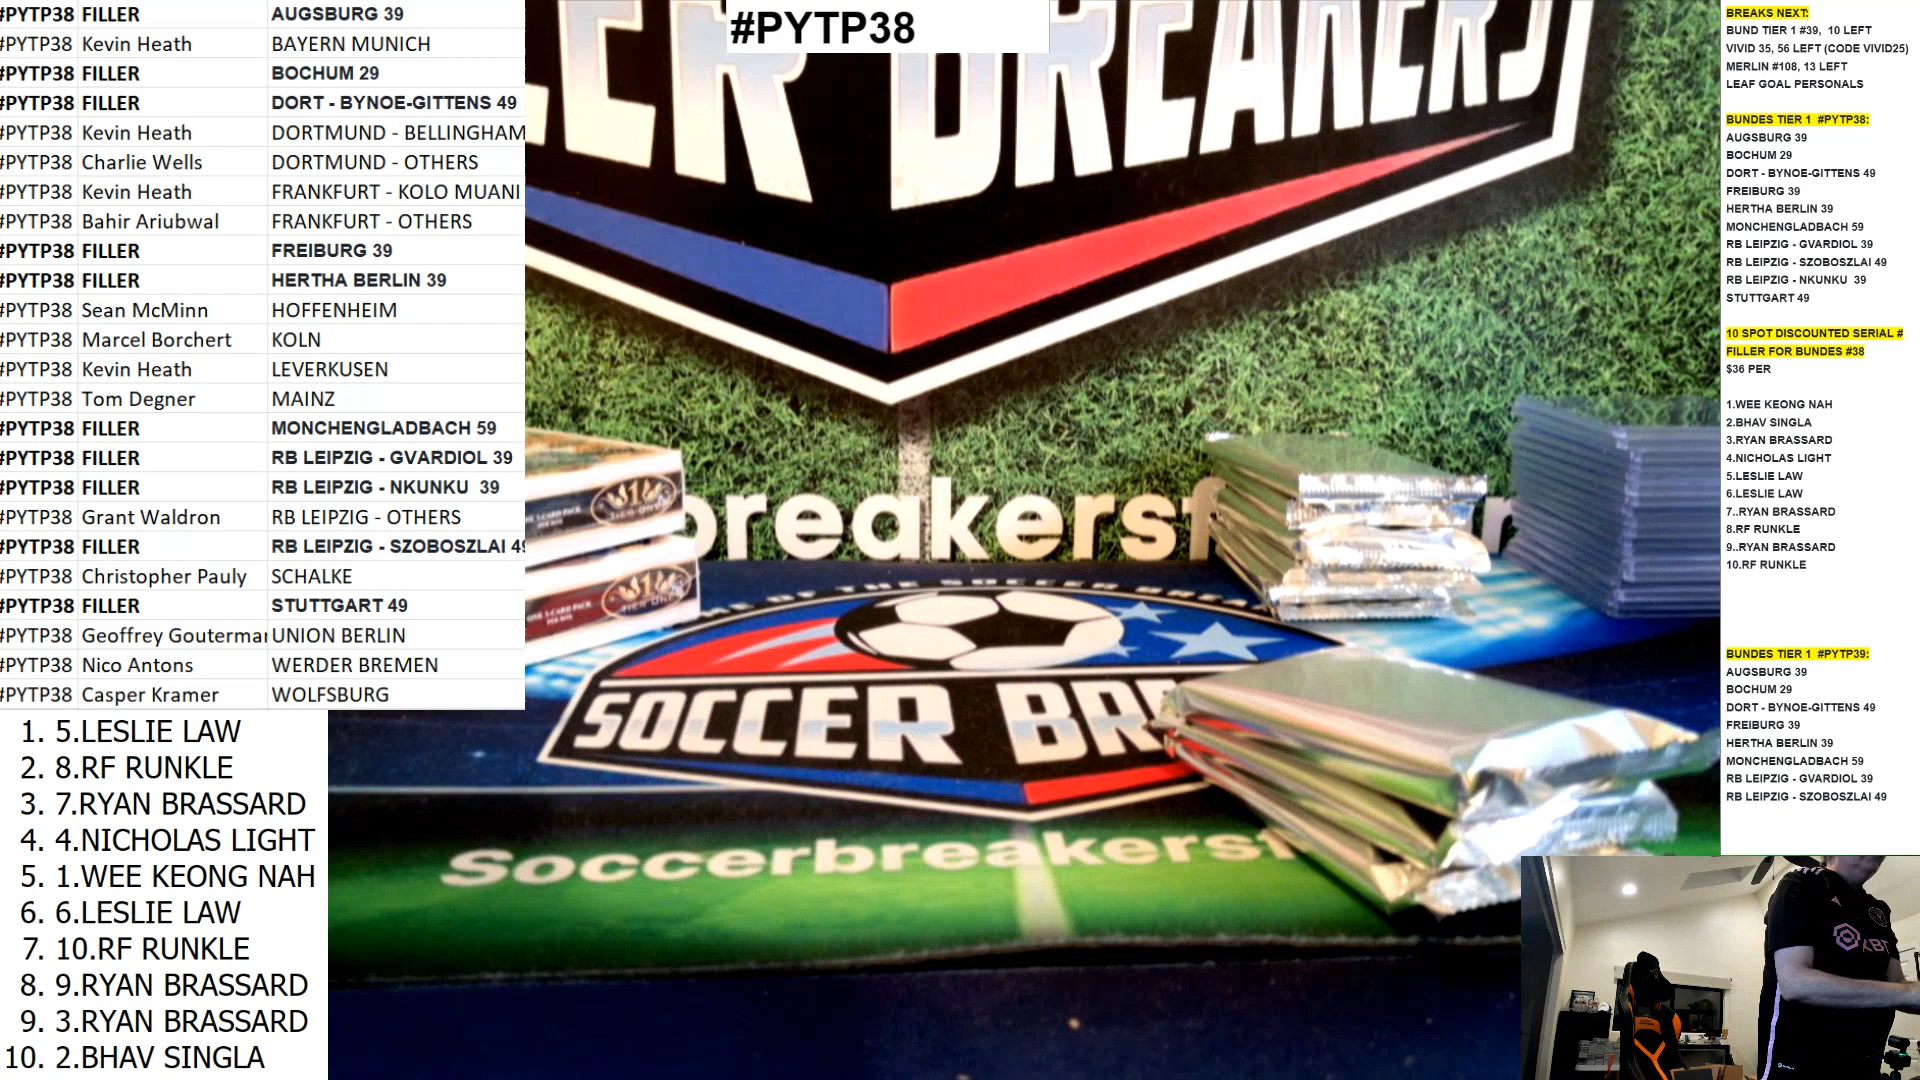 #PYTP38 FILLER AUGSBURG 39
#PYTP38 Kevin Heath BAYERN MUNICH
#PYTP38 FILLER BOCHUM 29
#PYTP38 FILLER DORT - BYNOE-GITTENS 49
#PYTP38 Kevin Heath DORTMUND - BELLINGHAM
#PYTP38 Charlie Wells DORTMUND - OTHERS
#PYTP38 Kevin Heath FRANKFURT - KOLO MUANI
#PYTP38 Bahir Ariubwal FRANKFURT - OTHERS
#PYTP38 FILLER FREIBURG 39
#PYTP38 FILLER HERTHA BERLIN 39
#PYTP38 Sean McMinn HOFFENHEIM
#PYTP38 Marcel Borchert KOLN
#PYTP38 Kevin Heath LEVERKUSEN
#PYTP38 Tom Degner MAINZ
#PYTP38 FILLER MONCHENGLADBACH 59
#PYTP38 FILLER RB LEIPZIG - GVARDIOL 39
#PYTP38 FILLER RB LEIPZIG - NKUNKU 39
#PYTP38 Grant Waldron RB LEIPZIG - OTHERS
#PYTP38 FILLER RB LEIPZIG - SZOBOSZLAI 49
#PYTP38 Christopher Pauly SCHALKE
#PYTP38 FILLER STUTTGART 49
#PYTP38 Geoffrey Gouterman UNION BERLIN
#PYTP38 Nico Antons WERDER BREMEN
#PYTP38 Casper Kramer WOLFSBURG
1. 5.LESLIE LAW
2. 8.RF RUNKLE
3. 7.RYAN BRASSARD
4. 4.NICHOLAS LIGHT
5. 1.WEE KEONG NAH
6. 6.LESLIE LAW
7. 10.RF RUNKLE
8. 9.RYAN BRASSARD
9. 3.RYAN BRASSARD
10. 2.BHAV SINGLA
#PYTP38
CER BREAKERS
breakersf
SOCCER BRE
Soccerbreakersf
BREAKS NEXT:
BUND TIER 1 #39, 10 LEFT
VIVID 35, 56 LEFT (CODE VIVID25)
MERLIN #108, 13 LEFT
LEAF GOAL PERSONALS
BUNDES TIER 1 #PYTP38:
AUGSBURG 39
BOCHUM 29
DORT - BYNOE-GITTENS 49
FREIBURG 39
HERTHA BERLIN 39
MONCHENGLADBACH 59
RB LEIPZIG - GVARDIOL 39
RB LEIPZIG - SZOBOSZLAI 49
RB LEIPZIG - NKUNKU 39
STUTTGART 49
10 SPOT DISCOUNTED SERIAL #
FILLER FOR BUNDES #38
$36 PER
1.WEE KEONG NAH
2.BHAV SINGLA
3.RYAN BRASSARD
4.NICHOLAS LIGHT
5.LESLIE LAW
6.LESLIE LAW
7..RYAN BRASSARD
8.RF RUNKLE
9..RYAN BRASSARD
10.RF RUNKLE
BUNDES TIER 1 #PYTP39:
AUGSBURG 39
BOCHUM 29
DORT - BYNOE-GITTENS 49
FREIBURG 39
HERTHA BERLIN 39
MONCHENGLADBACH 59
RB LEIPZIG - GVARDIOL 39
RB LEIPZIG - SZOBOSZLAI 49